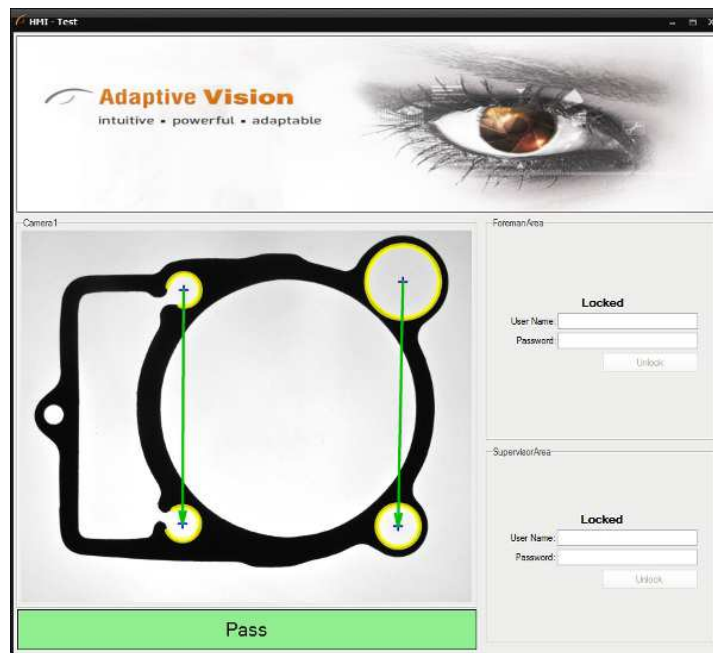 HMI - Test
Adaptive Vision
intuitive • powerful • adaptable
Camera1
ForemanArea
Locked
User Name:
Password:
Unlock
SupervisorArea
Locked
User Name:
Password:
Unlock
Pass